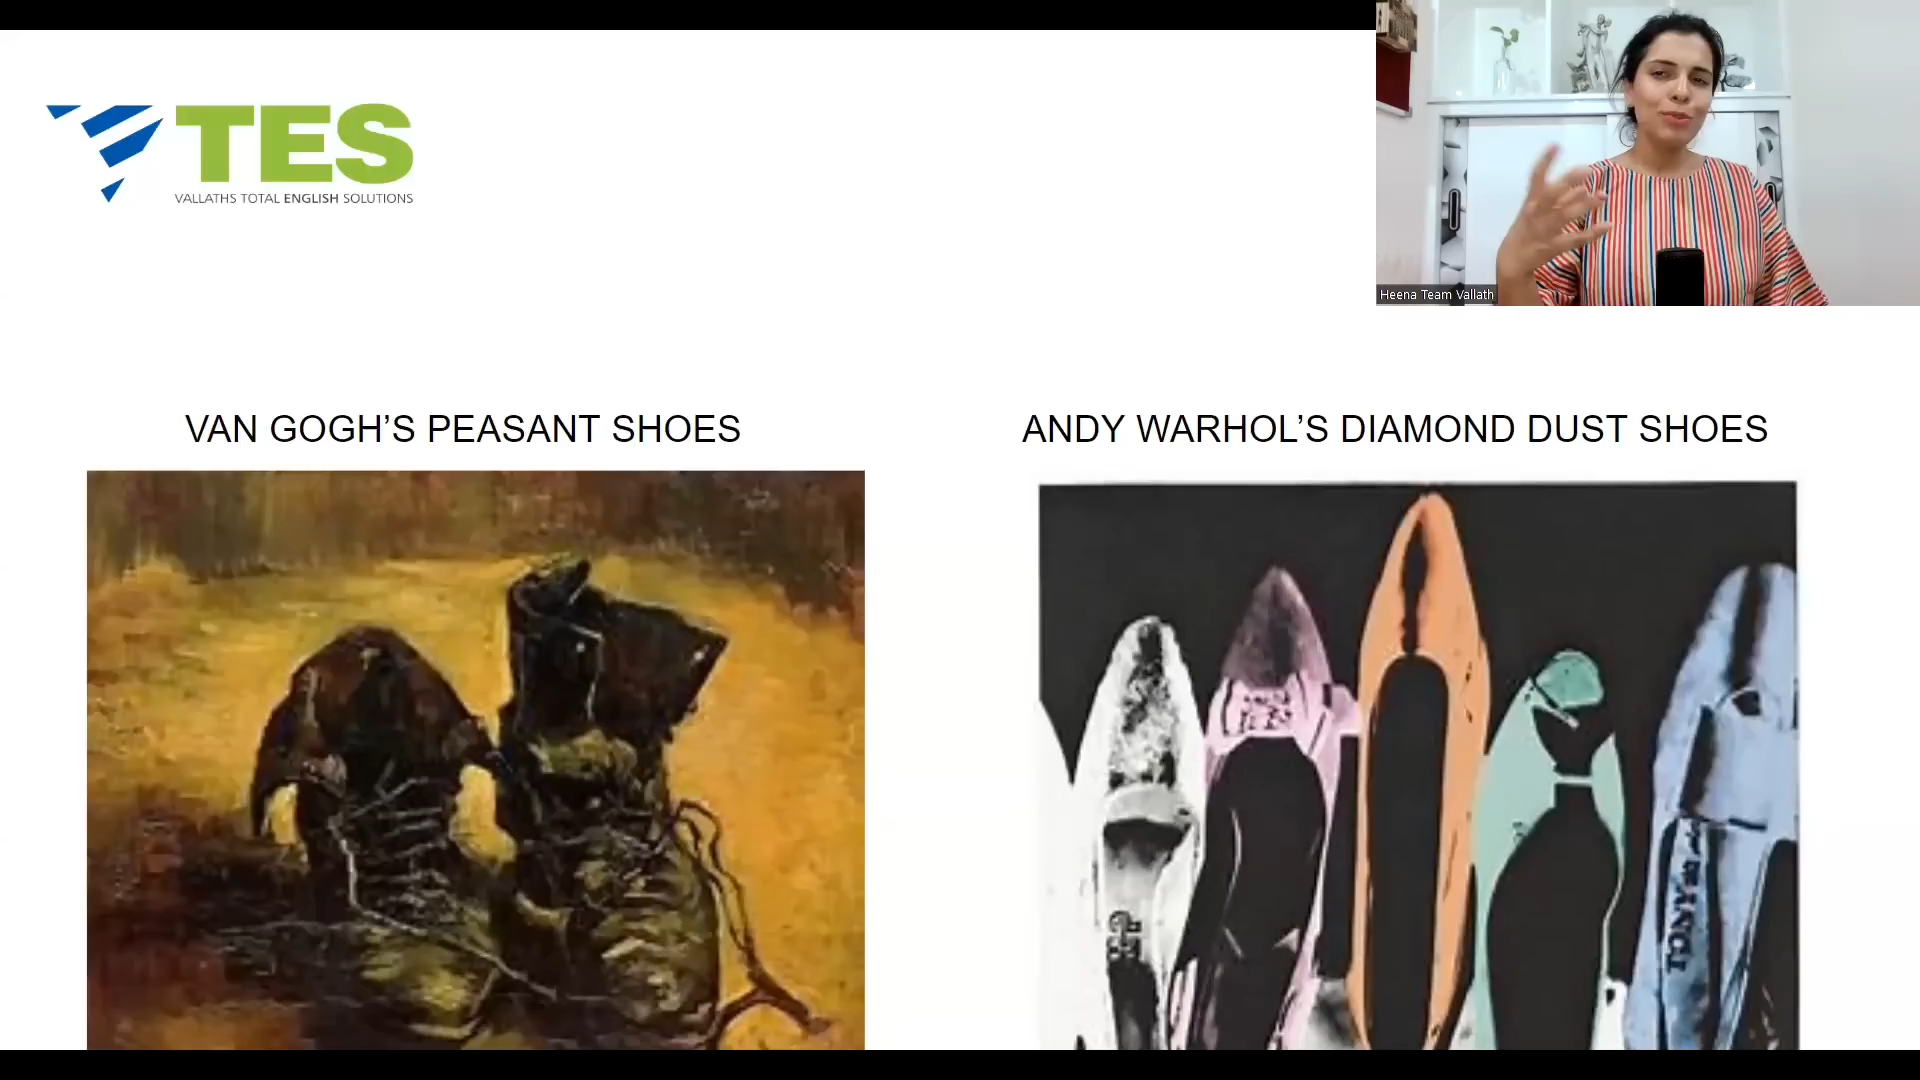 TES
VALLATHS TOTAL ENGLISH SOLUTIONS
Heena Team Vallath
VAN GOGH’S PEASANT SHOES
ANDY WARHOL’S DIAMOND DUST SHOES